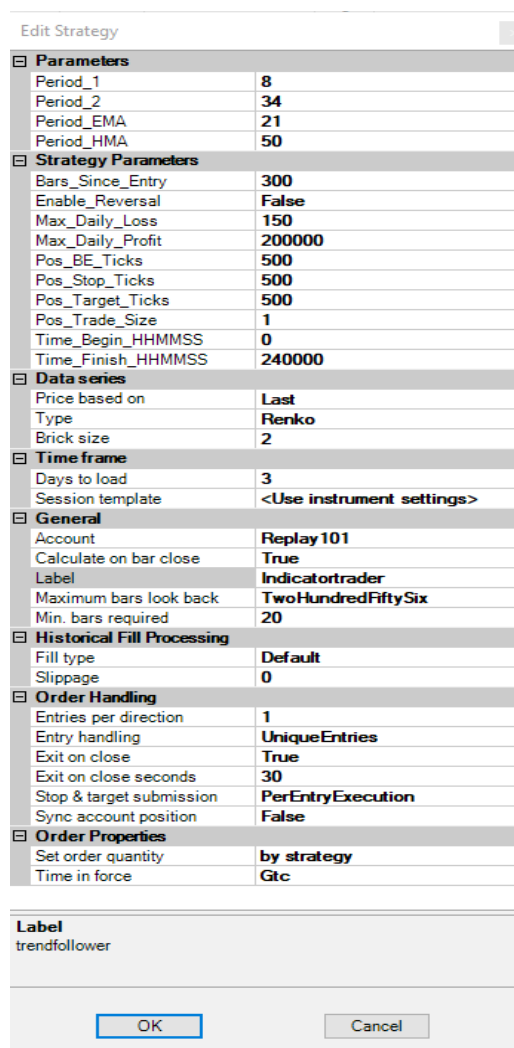 Edit Strategy
Parameters
Period_1 8
Period_2 34
Period_EMA 21
Period_HMA 50
Strategy Parameters
Bars_Since_Entry 300
Enable_Reversal False
Max_Daily_Loss 150
Max_Daily_Profit 200000
Pos_BE_Ticks 500
Pos_Stop_Ticks 500
Pos_Target_Ticks 500
Pos_Trade_Size 1
Time_Begin_HHMMSS 0
Time_Finish_HHMMSS 240000
Data series
Price based on Last
Type Renko
Brick size 2
Time frame
Days to load 3
Session template <Use instrument settings>
General
Account Replay101
Calculate on bar close True
Label Indicatortrader
Maximum bars look back TwoHundredFiftySix
Min. bars required 20
Historical Fill Processing
Fill type Default
Slippage 0
Order Handling
Entries per direction 1
Entry handling UniqueEntries
Exit on close True
Exit on close seconds 30
Stop & target submission PerEntryExecution
Sync account position False
Order Properties
Set order quantity by strategy
Time in force Gtc
Label
trendfollower
OK Cancel